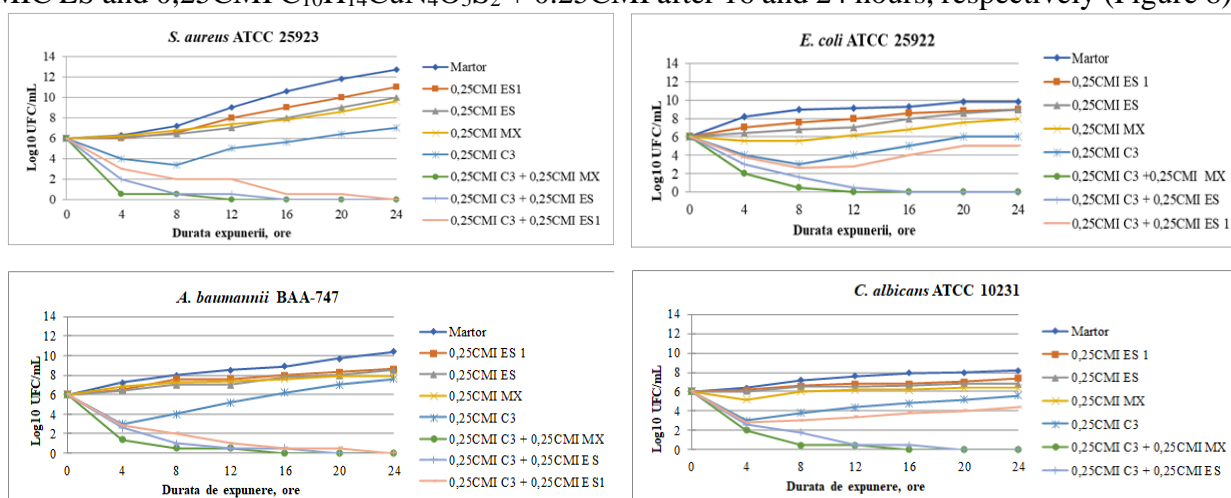 MIC ES and 0,25CMI C10H14CuN4O3S2 + 0.25CMI after 16 and 24 hours, respectively (Figure 8)
S. aureus ATCC 25923
Log10 UFC/mL
14
12
10
8
6
4
2
0
0 4 8 12 16 20 24
Durata expunerii, ore
Martor
0,25CMI ES1
0,25CMI ES
0,25CMI MX
0,25CMI C3
0,25CMI C3 + 0,25CMI MX
0,25CMI C3 + 0,25CMI ES
0,25CMI C3 + 0,25CMI ES1
E. coli ATCC 25922
Log10 UFC/mL
14
12
10
8
6
4
2
0
0 4 8 12 16 20 24
Durata expunerii, ore
Martor
0,25CMI ES 1
0,25CMI ES
0,25CMI MX
0,25CMI C3
0,25CMI C3 +0,25CMI MX
0,25CMI C3 + 0,25CMI ES
0,25CMI C3 + 0,25CMI ES 1
A. baumannii BAA-747
Log10 UFC/mL
14
12
10
8
6
4
2
0
0 4 8 12 16 20 24
Durata de expunere, ore
Martor
0,25CMI ES 1
0,25CMI ES
0,25CMI MX
0,25CMI C3
0,25CMI C3 + 0,25CMI MX
0,25CMI C3 + 0,25CMI ES
0,25CMI C3 + 0,25CMI ES1
C. albicans ATCC 10231
Log10 UFC/mL
14
12
10
8
6
4
2
0
0 4 8 12 16 20 24
Durata de expunere, ore
Martor
0,25CMI ES 1
0,25CMI ES
0,25CMI MX
0,25CMI C3
0,25CMI C3 + 0,25CMI MX
0,25CMI C3 + 0,25CMI ES